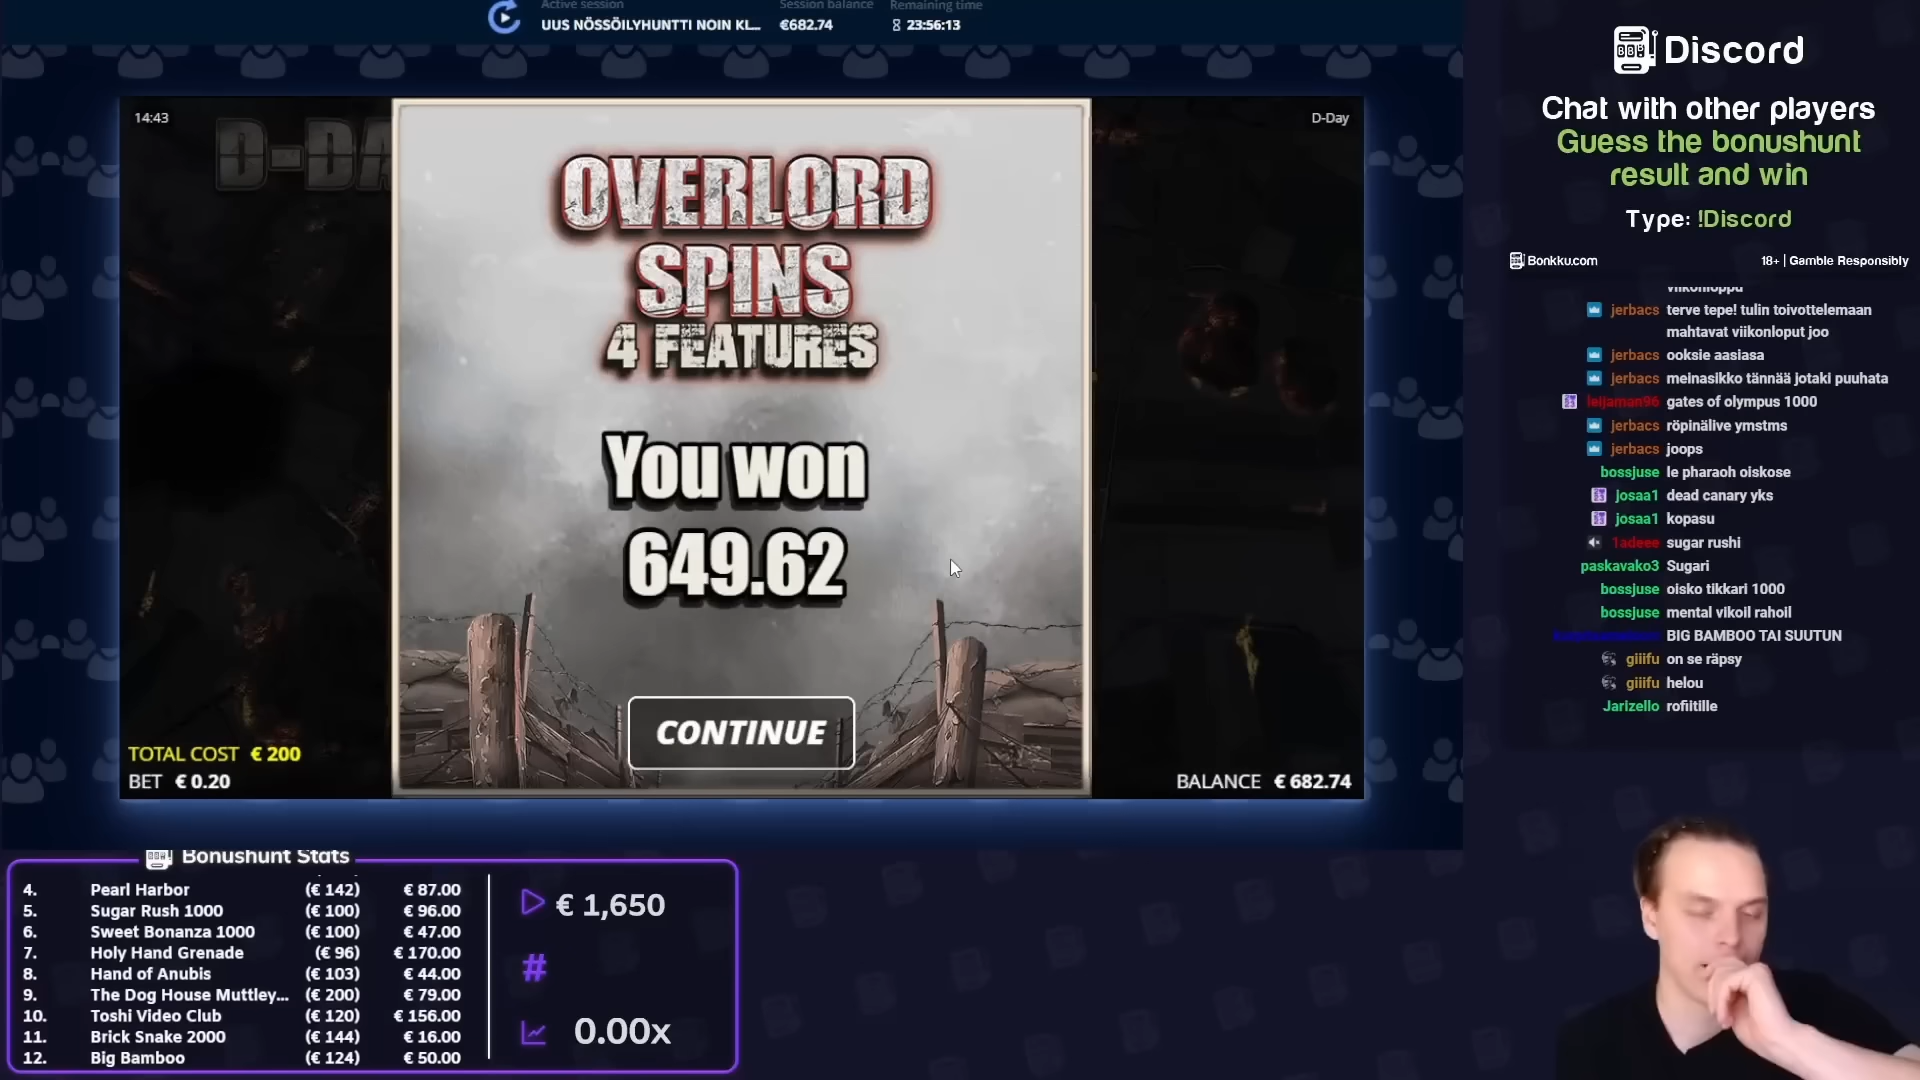 Active session
Session balance
Remaining time
UUS NÖSSÖILYHUNTTI NOIN KL...
€682.74
23:56:13
14:43
D-Day
D-DA
OVERLORD
SPINS
4 FEATURES
You won
649.62
CONTINUE
TOTAL COST € 200
BET € 0.20
BALANCE € 682.74
Discord
Chat with other players
Guess the bonushunt
result and win
Type: !Discord
Bonkku.com
18+ | Gamble Responsibly
viikonloppu
jerbacs terve tepe! tulin toivottelemaan
mahtavat viikonloput joo
jerbacs ooksie aasiasa
jerbacs meinasikko tännää jotaki puuhata
leijaman96 gates of olympus 1000
jerbacs röpinälive ymstms
jerbacs joops
bossjuse le pharaoh oiskose
josaa1 dead canary yks
josaa1 kopasu
1adeee sugar rushi
paskavako3 Sugari
bossjuse oisko tikkari 1000
bossjuse mental vikoil rahoil
BIG BAMBOO TAI SUUTUN
giiifu on se räpsy
giiifu helou
Jarizello rofiitille
Bonushunt Stats
4. Pearl Harbor (€ 142) € 87.00
5. Sugar Rush 1000 (€ 100) € 96.00
6. Sweet Bonanza 1000 (€ 100) € 47.00
7. Holy Hand Grenade (€ 96) € 170.00
8. Hand of Anubis (€ 103) € 44.00
9. The Dog House Muttley... (€ 200) € 79.00
10. Toshi Video Club (€ 120) € 156.00
11. Brick Snake 2000 (€ 144) € 16.00
12. Big Bamboo (€ 124) € 50.00
€ 1,650
#
0.00x